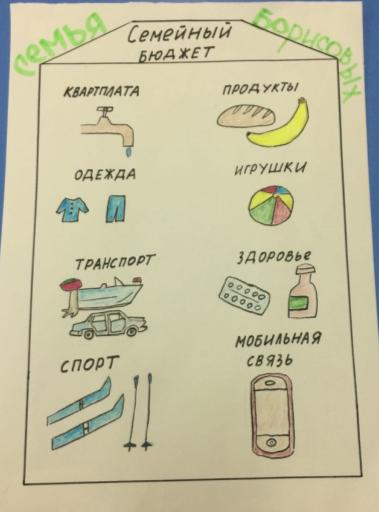 Семья Борисовых
Семейный
бюджет
КВАРТПЛАТА
ПРОДУКТЫ
ОДЕЖДА
ИГРУШКИ
ТРАНСПОРТ
ЗДОРОВЬе
СПОРТ
МОБИЛЬНАЯ
СВЯЗЬ